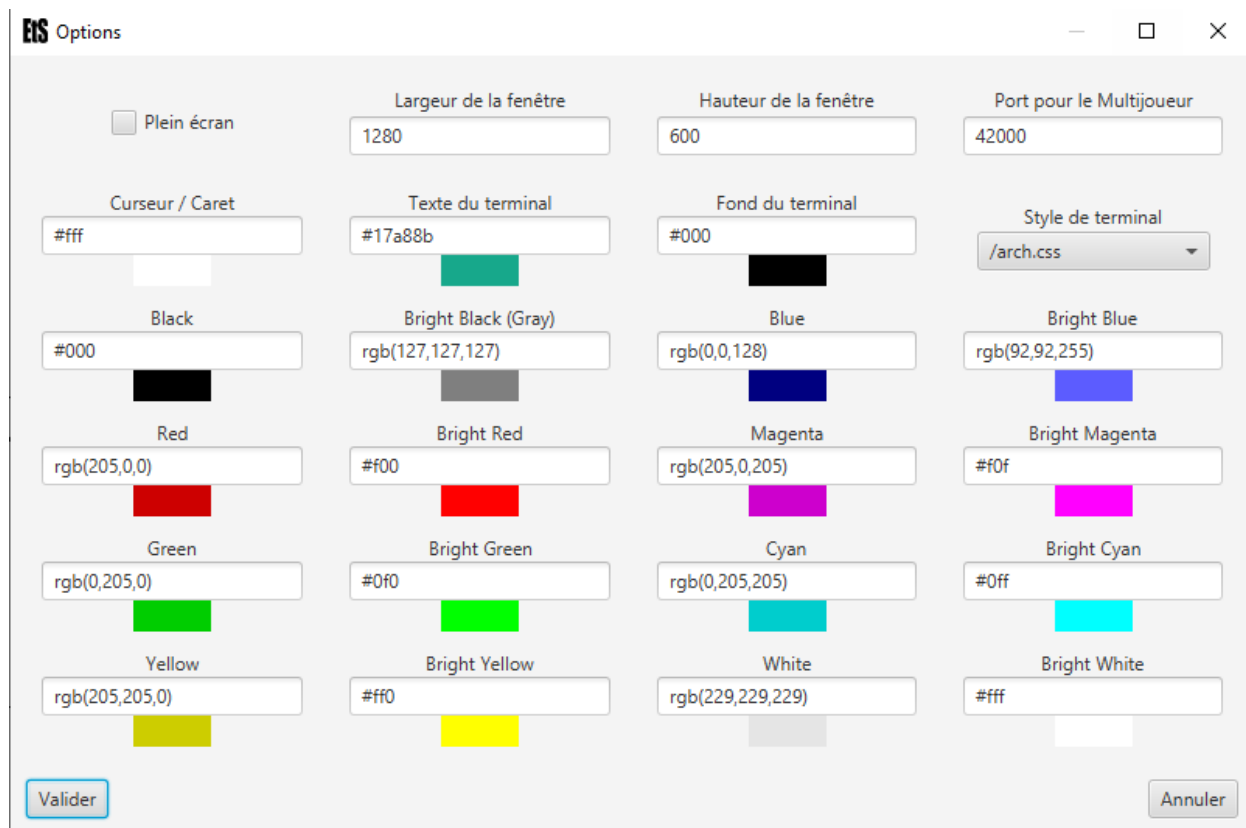 EtS Options
Plein écran
Largeur de la fenêtre
Hauteur de la fenêtre
Port pour le Multijoueur
1280
600
42000
Curseur / Caret
Texte du terminal
Fond du terminal
Style de terminal
#fff
#17a88b
#000
/arch.css
Black
Bright Black (Gray)
Blue
Bright Blue
#000
rgb(127,127,127)
rgb(0,0,128)
rgb(92,92,255)
Red
Bright Red
Magenta
Bright Magenta
rgb(205,0,0)
#f00
rgb(205,0,205)
#f0f
Green
Bright Green
Cyan
Bright Cyan
rgb(0,205,0)
#0f0
rgb(0,205,205)
#0ff
Yellow
Bright Yellow
White
Bright White
rgb(205,205,0)
#ff0
rgb(229,229,229)
#fff
Valider
Annuler